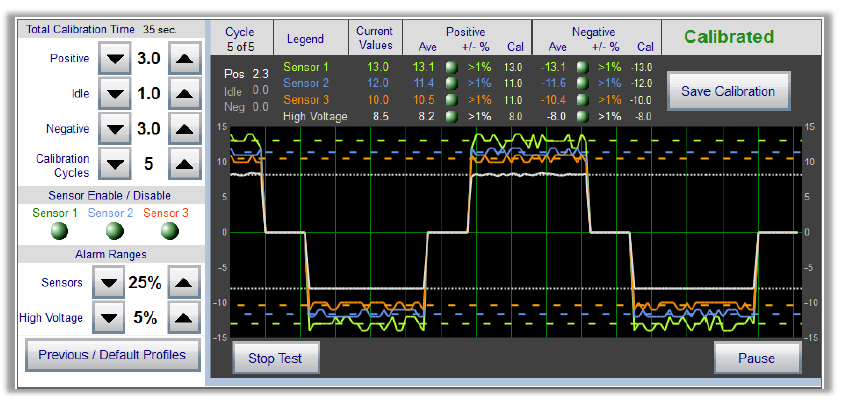 Total Calibration Time 35 sec.
Positive 3.0
Idle 1.0
Negative 3.0
Calibration
Cycles 5
Sensor Enable / Disable
Sensor 1 Sensor 2 Sensor 3
Alarm Ranges
Sensors 25%
High Voltage 5%
Previous / Default Profiles
Cycle
5 of 5
Legend
Current
Values
Positive
Ave +/- % Cal
Negative
Ave +/- % Cal
Calibrated
Pos 2.3
Idle 0.0
Neg 0.0
Sensor 1 13.0 13.1 >1% 13.0 -13.1 >1% -13.0
Sensor 2 12.0 11.4 >1% 11.0 -11.6 >1% -12.0
Sensor 3 10.0 10.5 >1% 11.0 -10.4 >1% -10.0
High Voltage 8.5 8.2 >1% 8.0 -8.0 >1% -8.0
Save Calibration
15 15
10 10
5 5
0 0
-5 -5
-10 -10
-15 -15
Stop Test
Pause